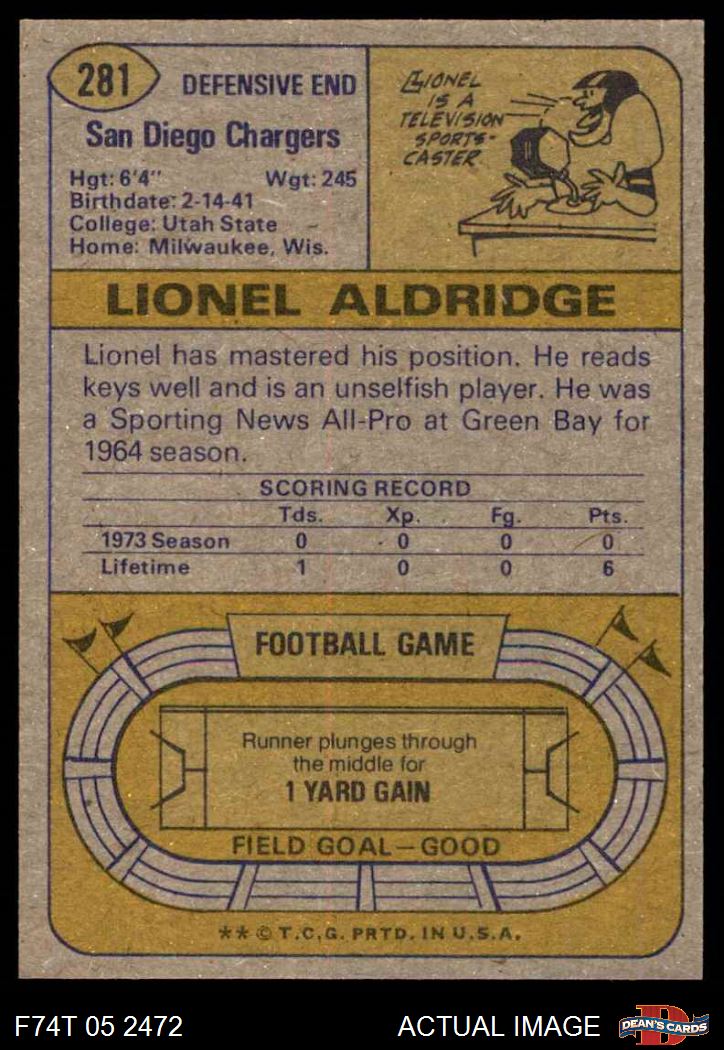 281
DEFENSIVE END
San Diego Chargers
Hgt: 6'4" Wgt: 245
Birthdate: 2-14-41
College: Utah State
Home: Milwaukee, Wis.
LIONEL
IS A
TELEVISION
SPORTS-
CASTER
LIONEL ALDRIDGE
Lionel has mastered his position. He reads
keys well and is an unselfish player. He was
a Sporting News All-Pro at Green Bay for
1964 season.
SCORING RECORD
Tds. Xp. Fg. Pts.
1973 Season 0 0 0 0
Lifetime 1 0 0 6
FOOTBALL GAME
Runner plunges through
the middle for
1 YARD GAIN
FIELD GOAL—GOOD
** © T.C.G. PRTD. IN U.S.A.
F74T 05 2472 ACTUAL IMAGE
D
DEAN'S CARDS